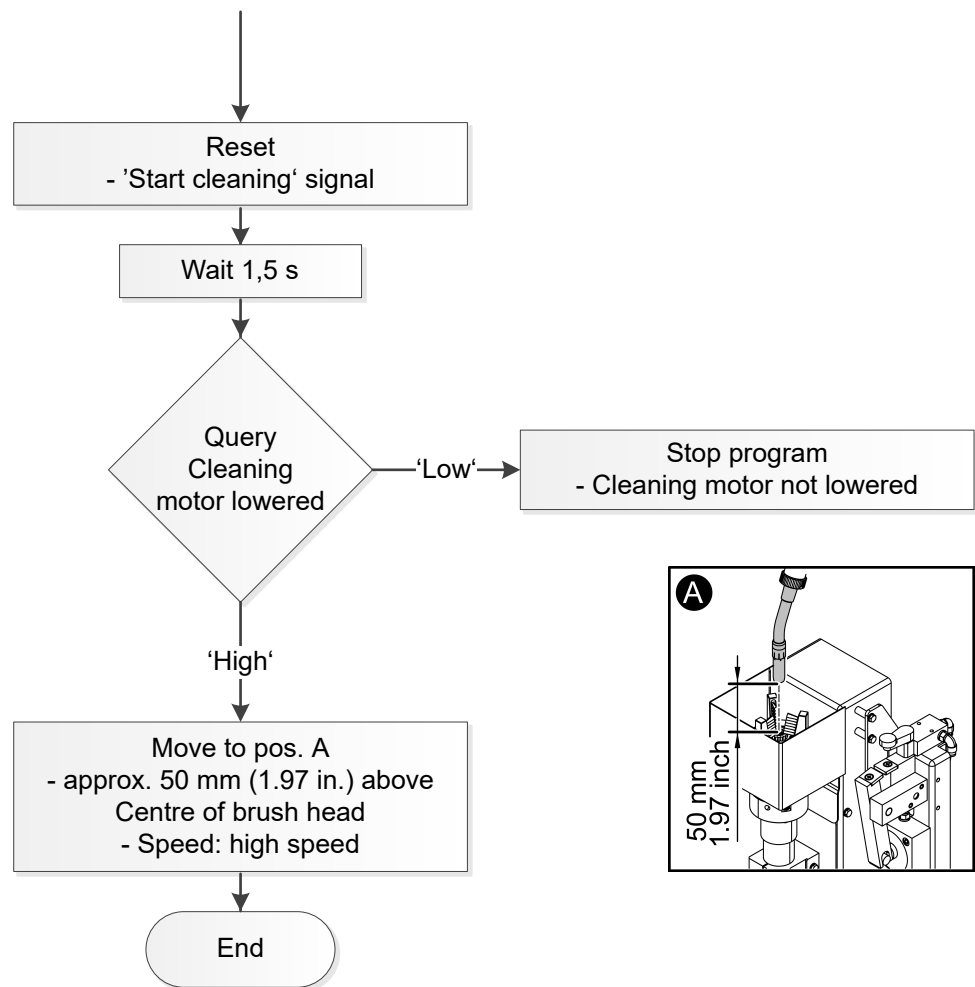 Reset
- ’Start cleaning‘ signal
Wait 1,5 s
Query
Cleaning
motor lowered
‘Low‘
Stop program
- Cleaning motor not lowered
‘High‘
Move to pos. A
- approx. 50 mm (1.97 in.) above
Centre of brush head
- Speed: high speed
End
A
50 mm
1.97 inch